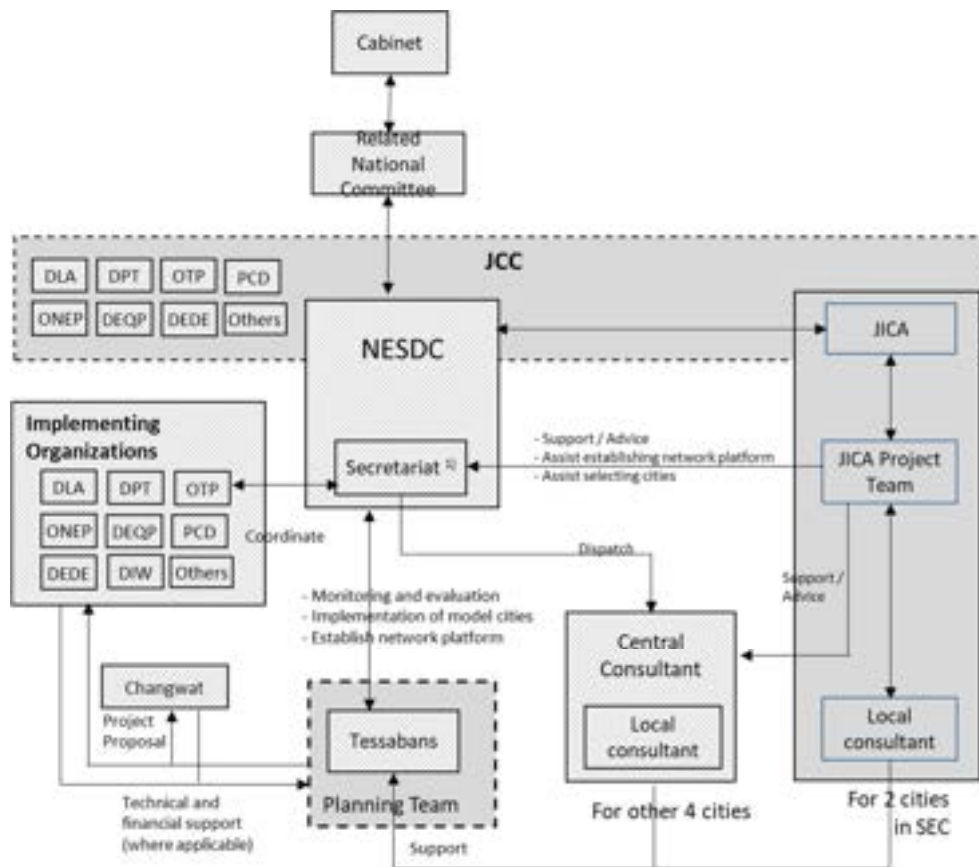 Cabinet
Related
National
Committee
JCC
DLA
DPT
OTP
PCD
ONEP
DEQP
DEDE
Others
NESDC
JICA
Implementing
Organizations
DLA
DPT
OTP
ONEP
DEQP
PCD
DEDE
DIW
Others
Secretariat
- Support / Advice
- Assist establishing network platform
- Assist selecting cities
JICA Project
Team
Coordinate
Dispatch
Support /
Advice
- Monitoring and evaluation
- Implementation of model cities
- Establish network platform
Central
Consultant
Changwat
Project
Proposal
Tessabans
Local
consultant
Local
consultant
Planning Team
Technical and
financial support
(where applicable)
For other 4 cities
For 2 cities
in SEC
Support